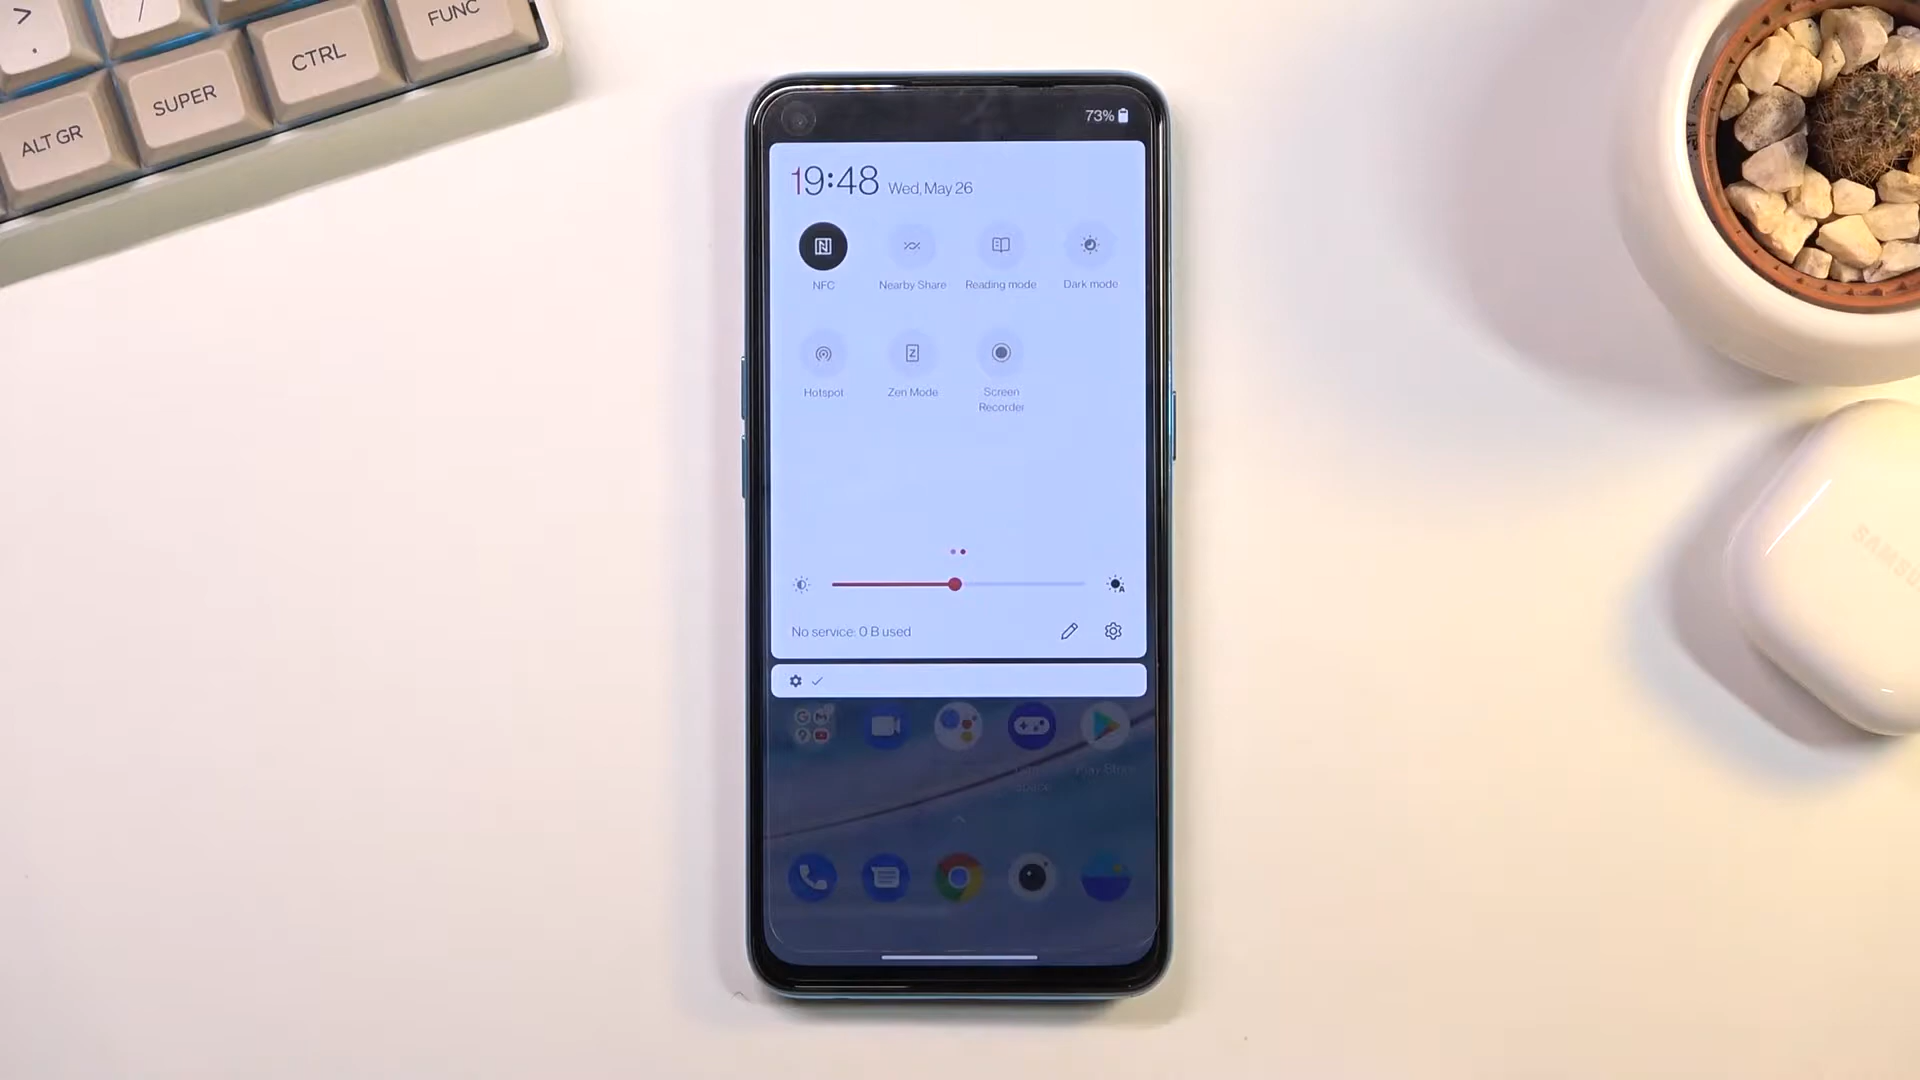 > .
/
FUNC
CTRL
SUPER
ALT GR
73%
19:48 Wed, May 26
NFC
Nearby Share
Reading mode
Dark mode
Hotspot
Zen Mode
Screen
Recorder
No service: 0 B used
Play Store
Space